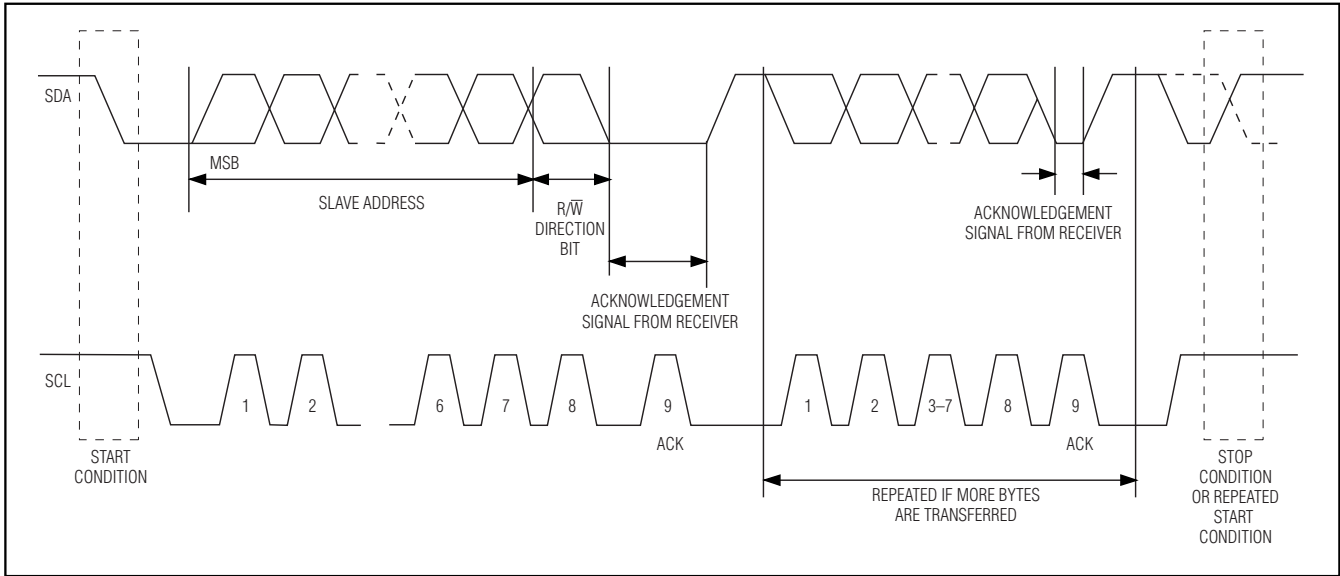 SDA
MSB
SLAVE ADDRESS
R/W̅
DIRECTION
BIT
ACKNOWLEDGEMENT
SIGNAL FROM RECEIVER
ACKNOWLEDGEMENT
SIGNAL FROM RECEIVER
SCL
1 2 6 7 8 9 1 2 3–7 8 9
ACK ACK
START
CONDITION
REPEATED IF MORE BYTES
ARE TRANSFERRED
STOP
CONDITION
OR REPEATED
START
CONDITION